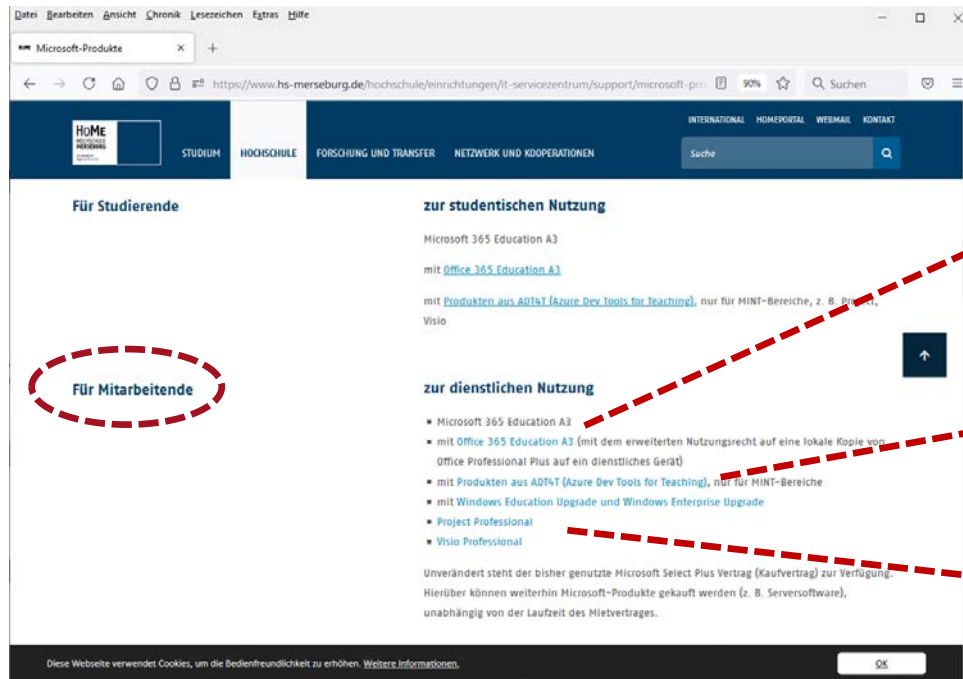 Datei Bearbeiten Ansicht Chronik Lesezeichen Extras Hilfe
Microsoft-Produkte
https://www.hs-merseburg.de/hochschule/einrichtungen/it-servicezentrum/support/microsoft-pro 90% Suchen
INTERNATIONAL HOMEPORTAL WEBMAIL KONTAKT
HOME
HOCHSCHULE
MERSEBURG
STUDIUM HOCHSCHULE FORSCHUNG UND TRANSFER NETZWERK UND KOOPERATIONEN Suche
Für Studierende
zur studentischen Nutzung
Microsoft 365 Education A3
mit Office 365 Education A3
mit Produkten aus ADT4T (Azure Dev Tools for Teaching), nur für MINT-Bereiche, z. B. Project,
Visio
Für Mitarbeitende
zur dienstlichen Nutzung
Microsoft 365 Education A3
mit Office 365 Education A3 (mit dem erweiterten Nutzungsrecht auf eine lokale Kopie von
Office Professional Plus auf ein dienstliches Gerät)
mit Produkten aus ADT4T (Azure Dev Tools for Teaching), nur für MINT-Bereiche
mit Windows Education Upgrade und Windows Enterprise Upgrade
Project Professional
Visio Professional
Unverändert steht der bisher genutzte Microsoft Select Plus Vertrag (Kaufvertrag) zur Verfügung.
Hierüber können weiterhin Microsoft-Produkte gekauft werden (z. B. Serversoftware),
unabhängig von der Laufzeit des Mietvertrages.
Diese Webseite verwendet Cookies, um die Bedienfreundlichkeit zu erhöhen. Weitere Informationen. OK